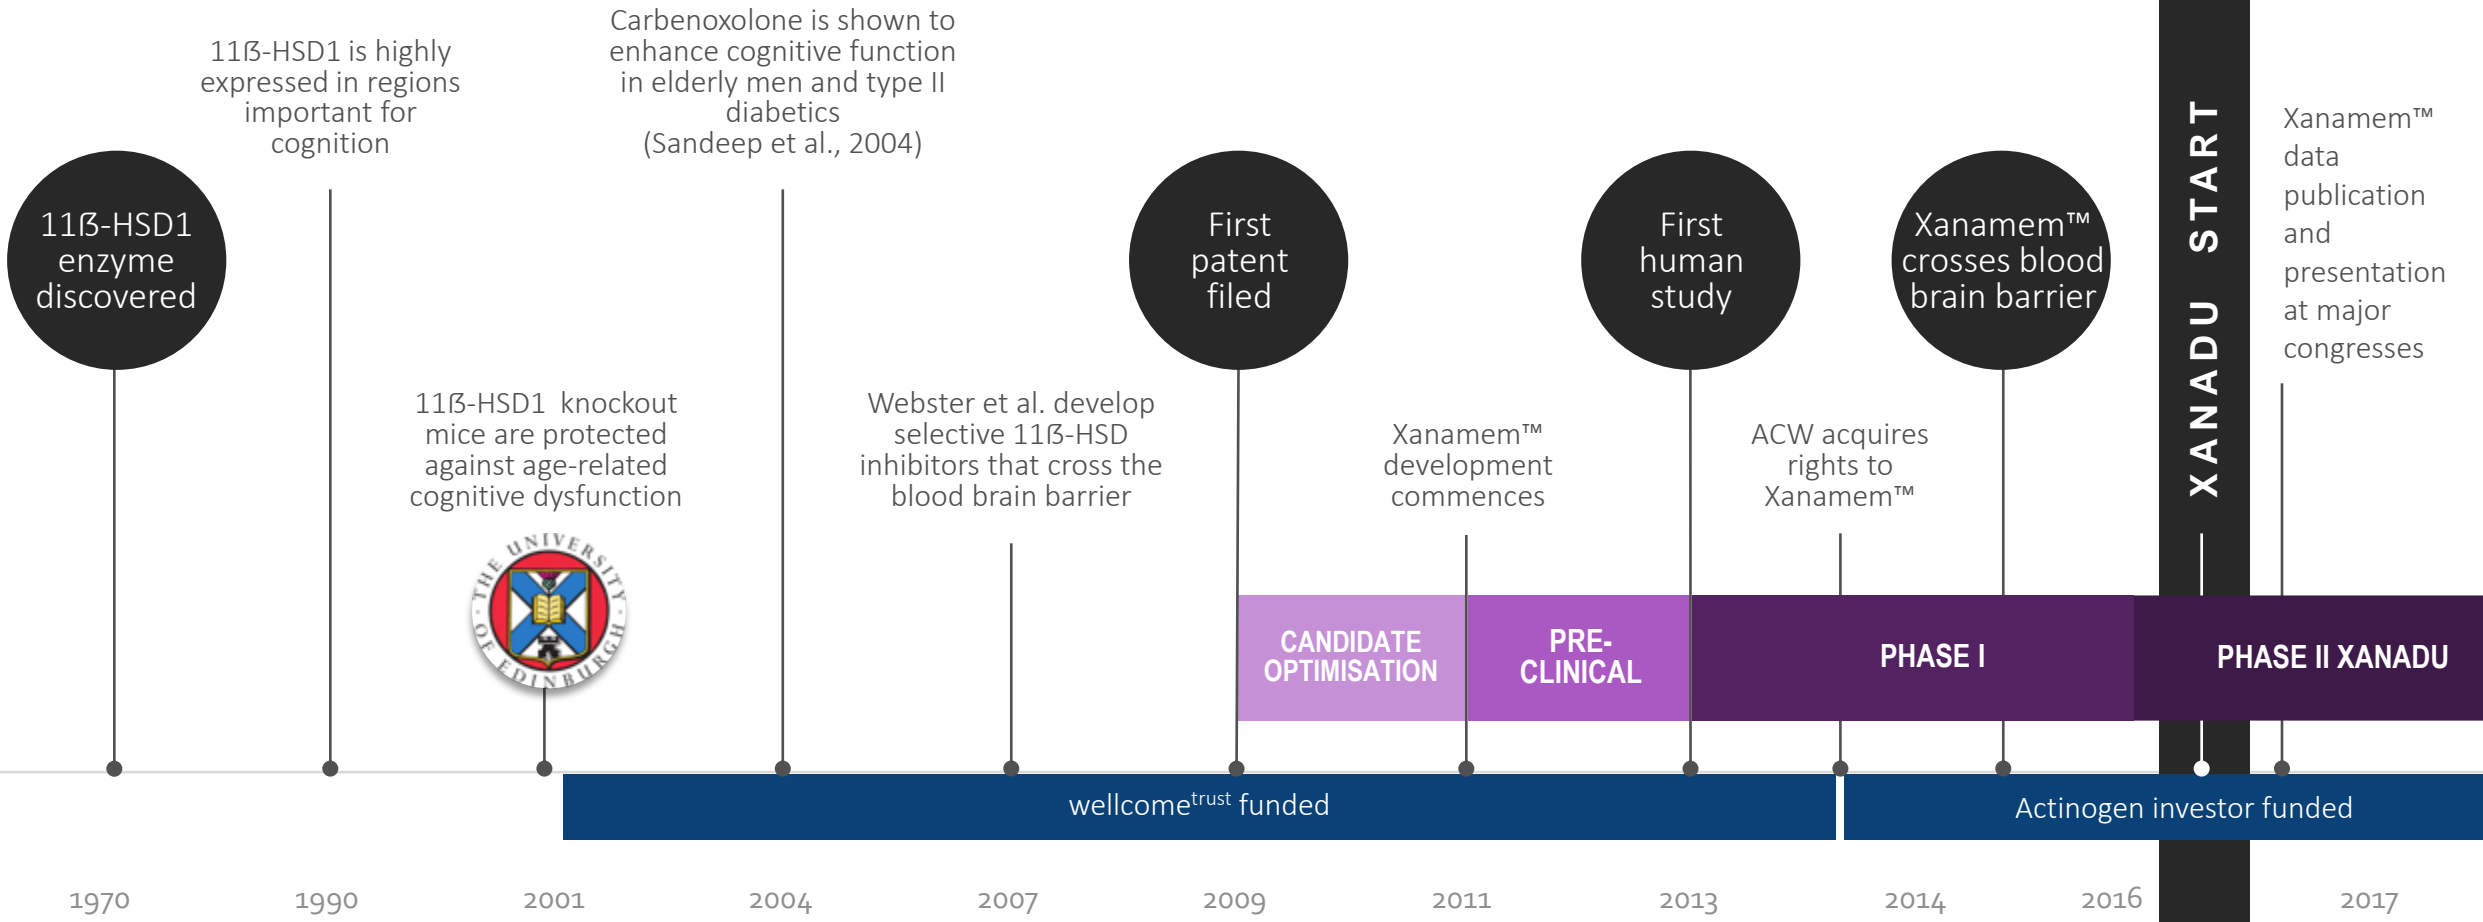 11ß-HSD1
enzyme
discovered
11ß-HSD1 is highly
expressed in regions
important for
cognition
11ß-HSD1 knockout
mice are protected
against age-related
cognitive dysfunction
THE UNIVERSITY OF EDINBURGH
Carbenoxolone is shown to
enhance cognitive function
in elderly men and type II
diabetics
(Sandeep et al., 2004)
Webster et al. develop
selective 11ß-HSD
inhibitors that cross the
blood brain barrier
First
patent
filed
Xanamem™
development
commences
First
human
study
ACW acquires
rights to
Xanamem™
Xanamem™
crosses blood
brain barrier
XANADU START
Xanamem™
data
publication
and
presentation
at major
congresses
CANDIDATE
OPTIMISATION
PRE-
CLINICAL
PHASE I
PHASE II XANADU
wellcometrust funded
Actinogen investor funded
1970
1990
2001
2004
2007
2009
2011
2013
2014
2016
2017